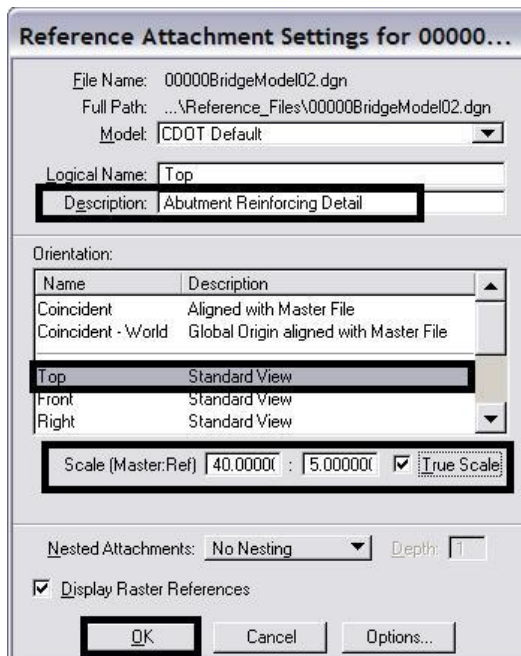 Reference Attachment Settings for 00000...
File Name: 00000BridgeModel02.dgn
Full Path: ...\Reference_Files\00000BridgeModel02.dgn
Model: CDOT Default
Logical Name: Top
Description: Abutment Reinforcing Detail
Orientation:
Name Description
Coincident Aligned with Master File
Coincident - World Global Origin aligned with Master File
Top Standard View
Front Standard View
Right Standard View
Scale (Master:Ref) 40.00000( : 5.000000( True Scale
Nested Attachments: No Nesting Depth: 1
Display Raster References
OK Cancel Options...